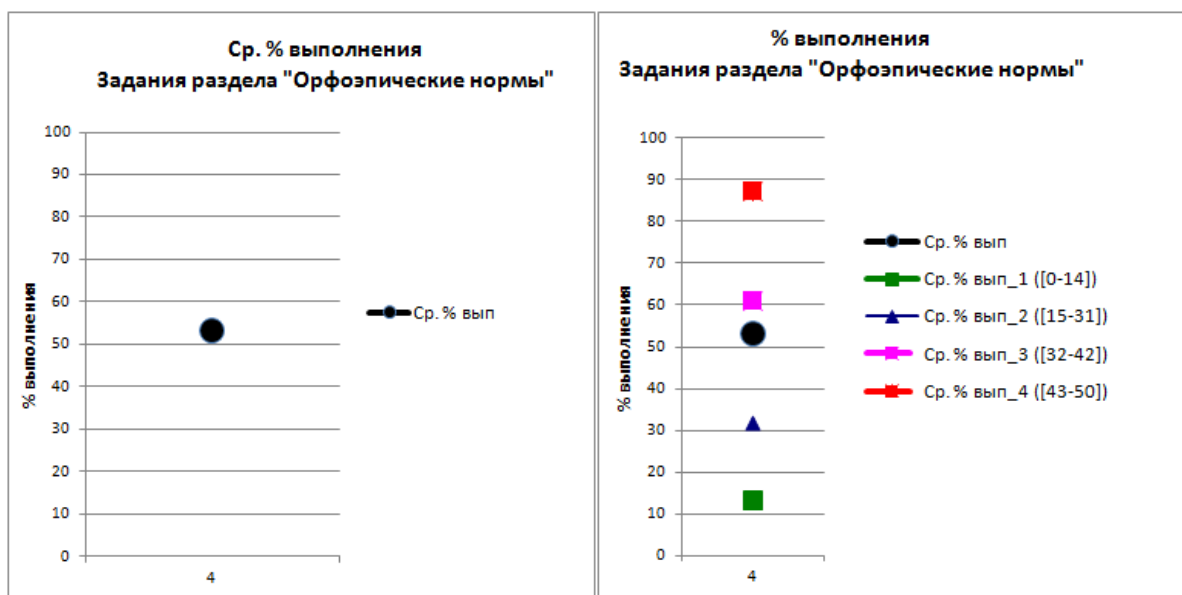 Ср. % выполнения
Задания раздела "Орфоэпические нормы"
% выполнения
100
90
80
70
60
50
40
30
20
10
0
4
Ср. % вып
% выполнения
Задания раздела "Орфоэпические нормы"
% выполнения
100
90
80
70
60
50
40
30
20
10
0
4
Ср. % вып
Ср. % вып_1 ([0-14])
Ср. % вып_2 ([15-31])
Ср. % вып_3 ([32-42])
Ср. % вып_4 ([43-50])